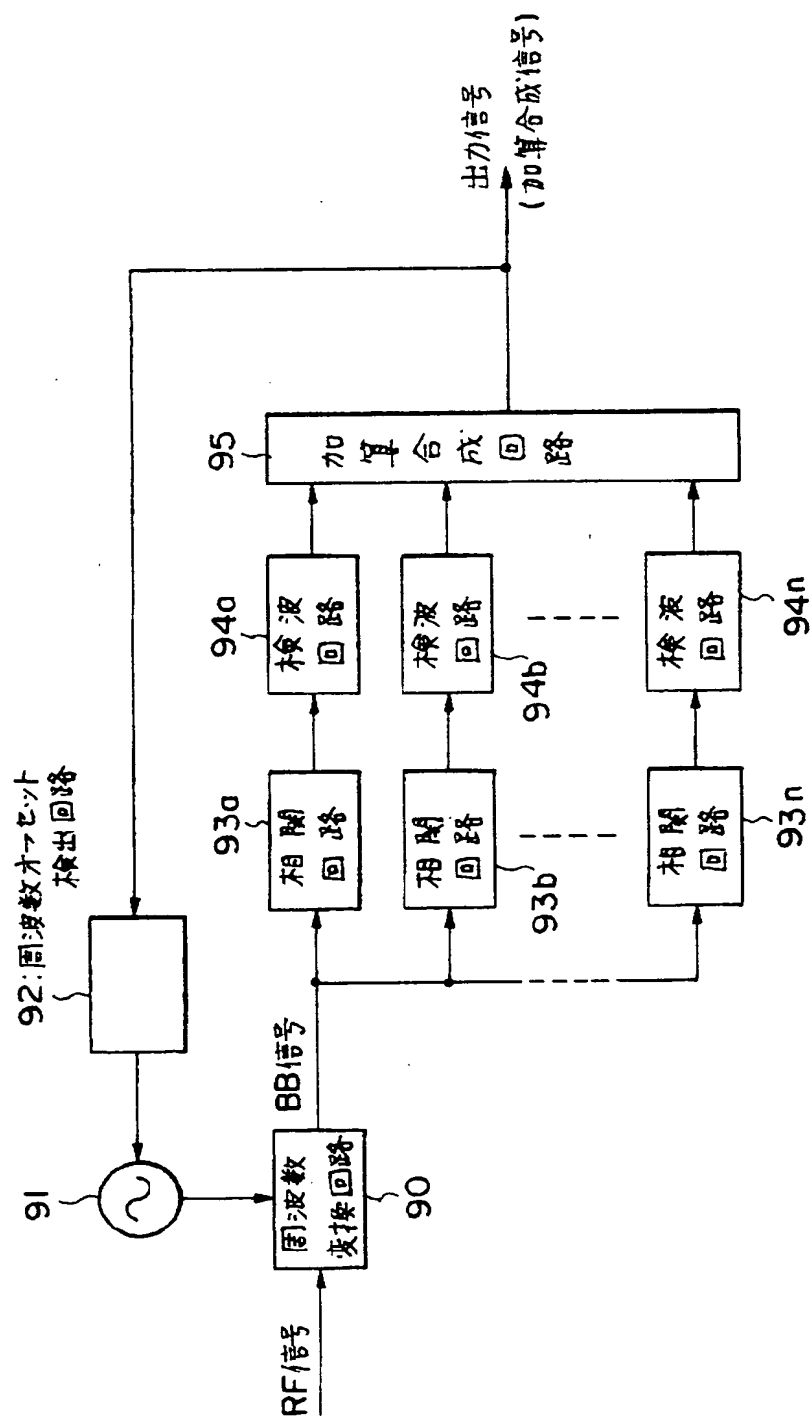 RF信号
周波数
変換回路
90
91
BB信号
92:周波数オフセット
検出回路
相関
回路
93a
相関
回路
93b
相関
回路
93n
検波
回路
94a
検波
回路
94b
検波
回路
94n
95
加算合成回路
出力信号
(加算合成信号)